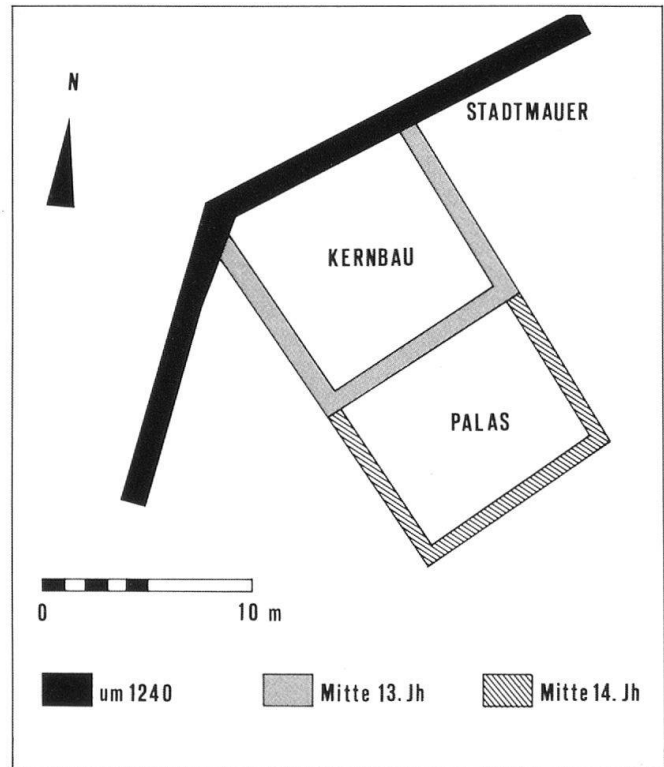 N
STADTMAUER
KERNBAU
PALAS
0 10 m
um 1240 Mitte 13. Jh Mitte 14. Jh